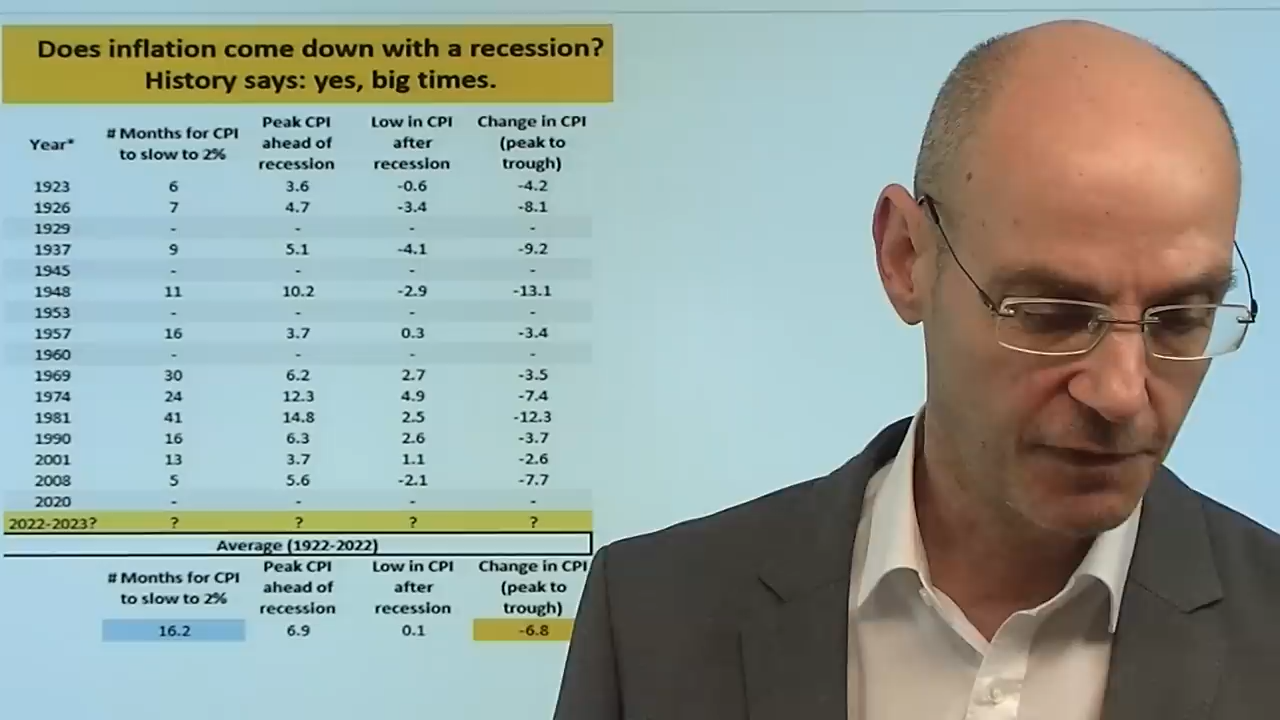 Does inflation come down with a recession?
History says: yes, big times.
Year* # Months for CPI to slow to 2% Peak CPI ahead of recession Low in CPI after recession Change in CPI (peak to trough)
1923 6 3.6 -0.6 -4.2
1926 7 4.7 -3.4 -8.1
1929 - - - -
1937 9 5.1 -4.1 -9.2
1945 - - - -
1948 11 10.2 -2.9 -13.1
1953 - - - -
1957 16 3.7 0.3 -3.4
1960 - - - -
1969 30 6.2 2.7 -3.5
1974 24 12.3 4.9 -7.4
1981 41 14.8 2.5 -12.3
1990 16 6.3 2.6 -3.7
2001 13 3.7 1.1 -2.6
2008 5 5.6 -2.1 -7.7
2020 - - - -
2022-2023? ? ? ? ?
Average (1922-2022)
# Months for CPI to slow to 2% Peak CPI ahead of recession Low in CPI after recession Change in CPI (peak to trough)
16.2 6.9 0.1 -6.8